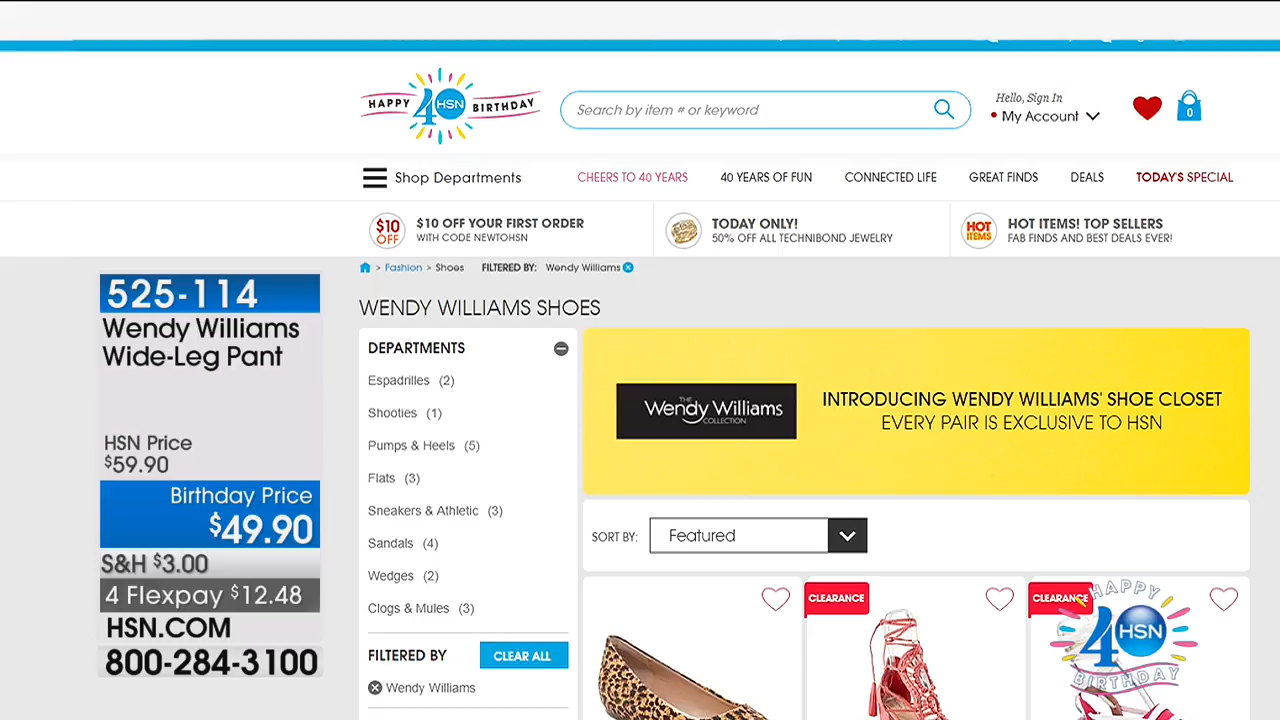 HAPPY 40 HSN BIRTHDAY
Search by item # or keyword
Hello, Sign In
My Account
0
Shop Departments
CHEERS TO 40 YEARS
40 YEARS OF FUN
CONNECTED LIFE
GREAT FINDS
DEALS
TODAY'S SPECIAL
$10 OFF
$10 OFF YOUR FIRST ORDER
WITH CODE NEWTOHSN
TODAY ONLY!
50% OFF ALL TECHNIBOND JEWELRY
HOT ITEMS
HOT ITEMS! TOP SELLERS
FAB FINDS AND BEST DEALS EVER!
> Fashion > Shoes FILTERED BY: Wendy Williams
525-114
Wendy Williams
Wide-Leg Pant
HSN Price
$59.90
Birthday Price
$49.90
S&H $3.00
4 Flexpay $12.48
HSN.COM
800-284-3100
WENDY WILLIAMS SHOES
DEPARTMENTS
Espadrilles (2)
Shooties (1)
Pumps & Heels (5)
Flats (3)
Sneakers & Athletic (3)
Sandals (4)
Wedges (2)
Clogs & Mules (3)
FILTERED BY
CLEAR ALL
Wendy Williams
THE
Wendy Williams
COLLECTION
INTRODUCING WENDY WILLIAMS' SHOE CLOSET
EVERY PAIR IS EXCLUSIVE TO HSN
SORT BY: Featured
CLEARANCE
CLEARANCE
HAPPY
40 HSN
BIRTHDAY